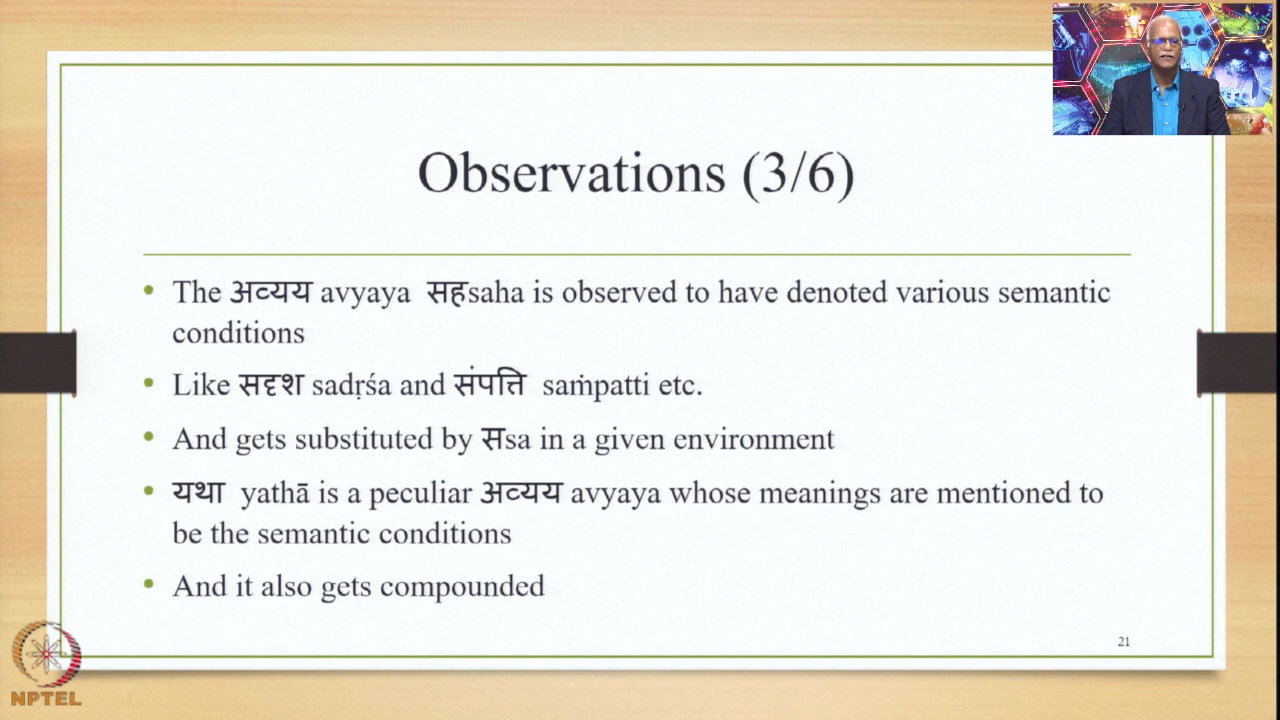 Observations (3/6)
• The अव्यय avyaya सहsaha is observed to have denoted various semantic
conditions
• Like सदृश sadṛśa and संपत्ति saṁpatti etc.
• And gets substituted by सsa in a given environment
• यथा yathā is a peculiar अव्यय avyaya whose meanings are mentioned to
be the semantic conditions
• And it also gets compounded
21
NPTEL